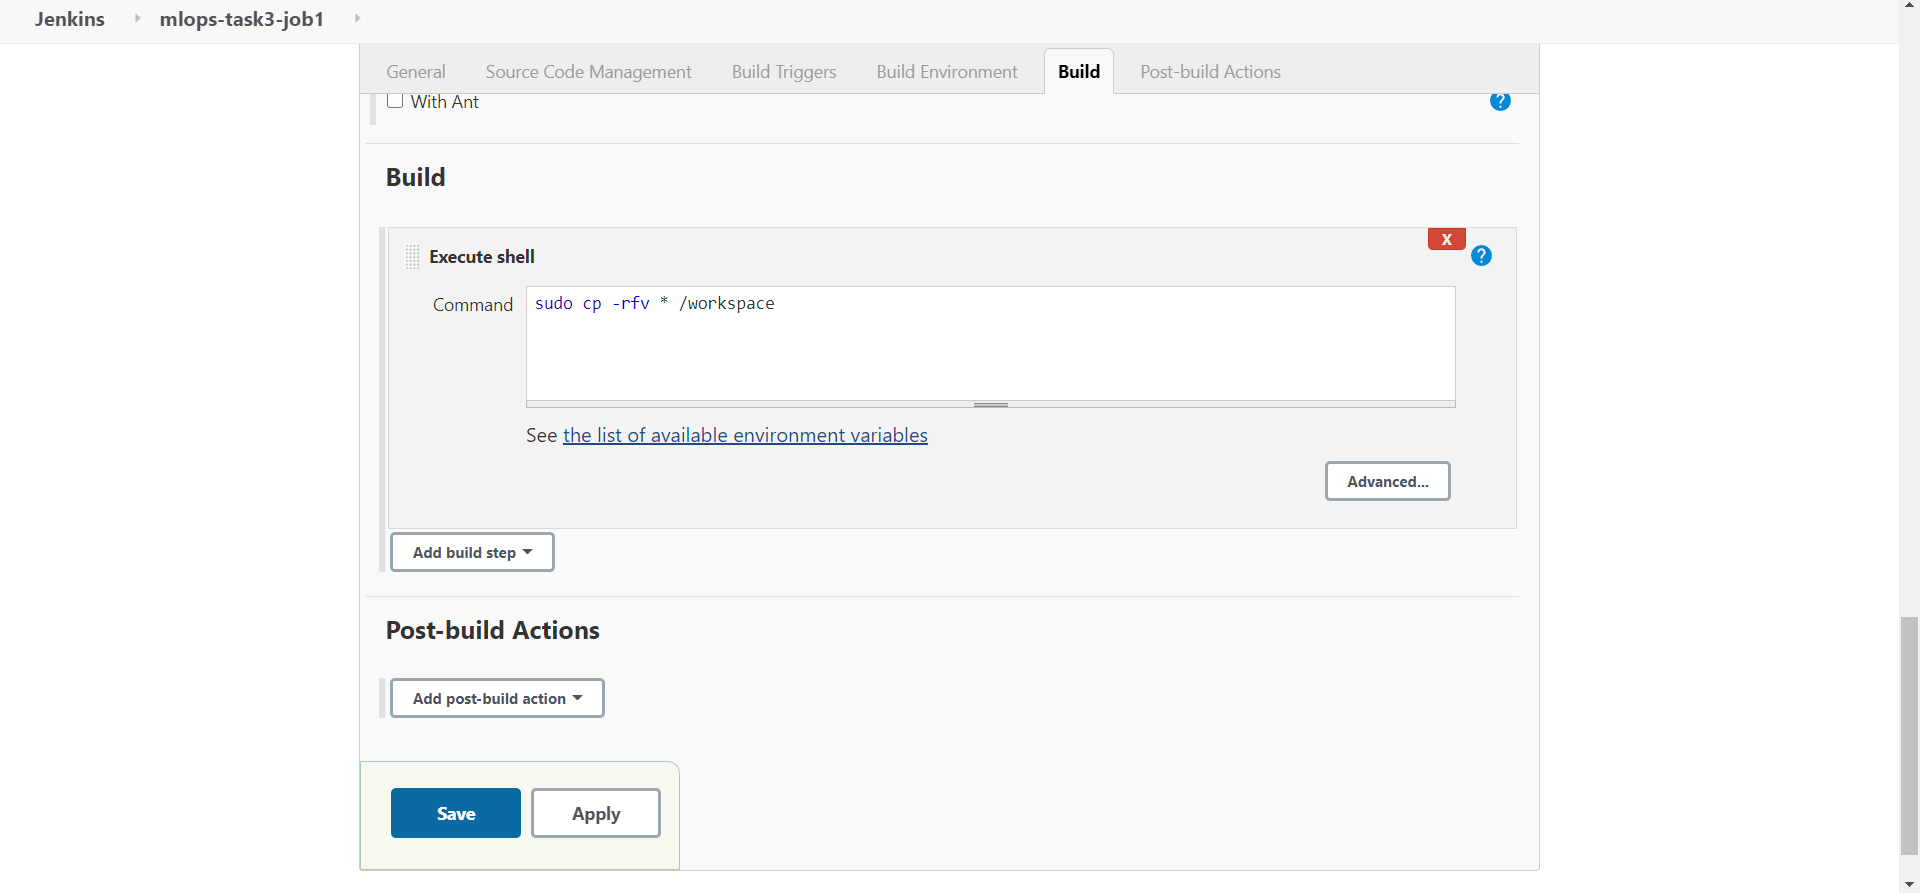 Jenkins mlops-task3-job1
General Source Code Management Build Triggers Build Environment Build Post-build Actions
With Ant ?
Build
X
Execute shell ?
Command sudo cp -rfv * /workspace
See the list of available environment variables
Advanced...
Add build step
Post-build Actions
Add post-build action
Save Apply